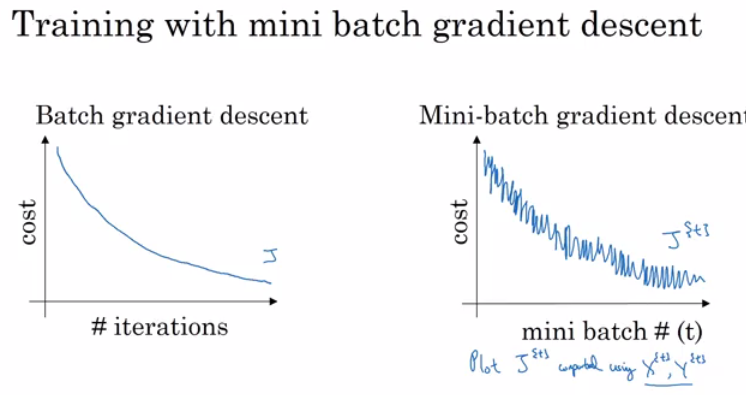 Training with mini batch gradient descent
Batch gradient descent
Mini-batch gradient descent
cost
J
# iterations
cost
J{t}
mini batch # (t)
Plot J{t} computed using X{t}, Y{t}